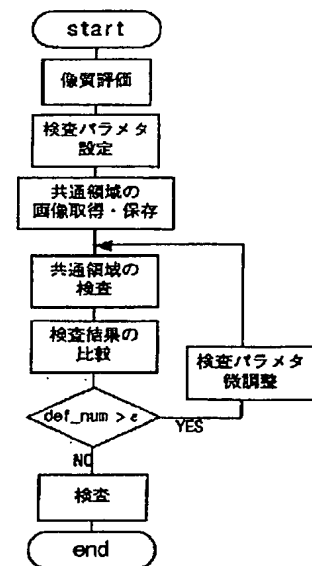 start
像質評価
検査パラメタ
設定
共通領域の
画像取得・保存
共通領域の
検査
検査結果の
比較
検査パラメタ
微調整
def_num > ε
YES
NO
検査
end